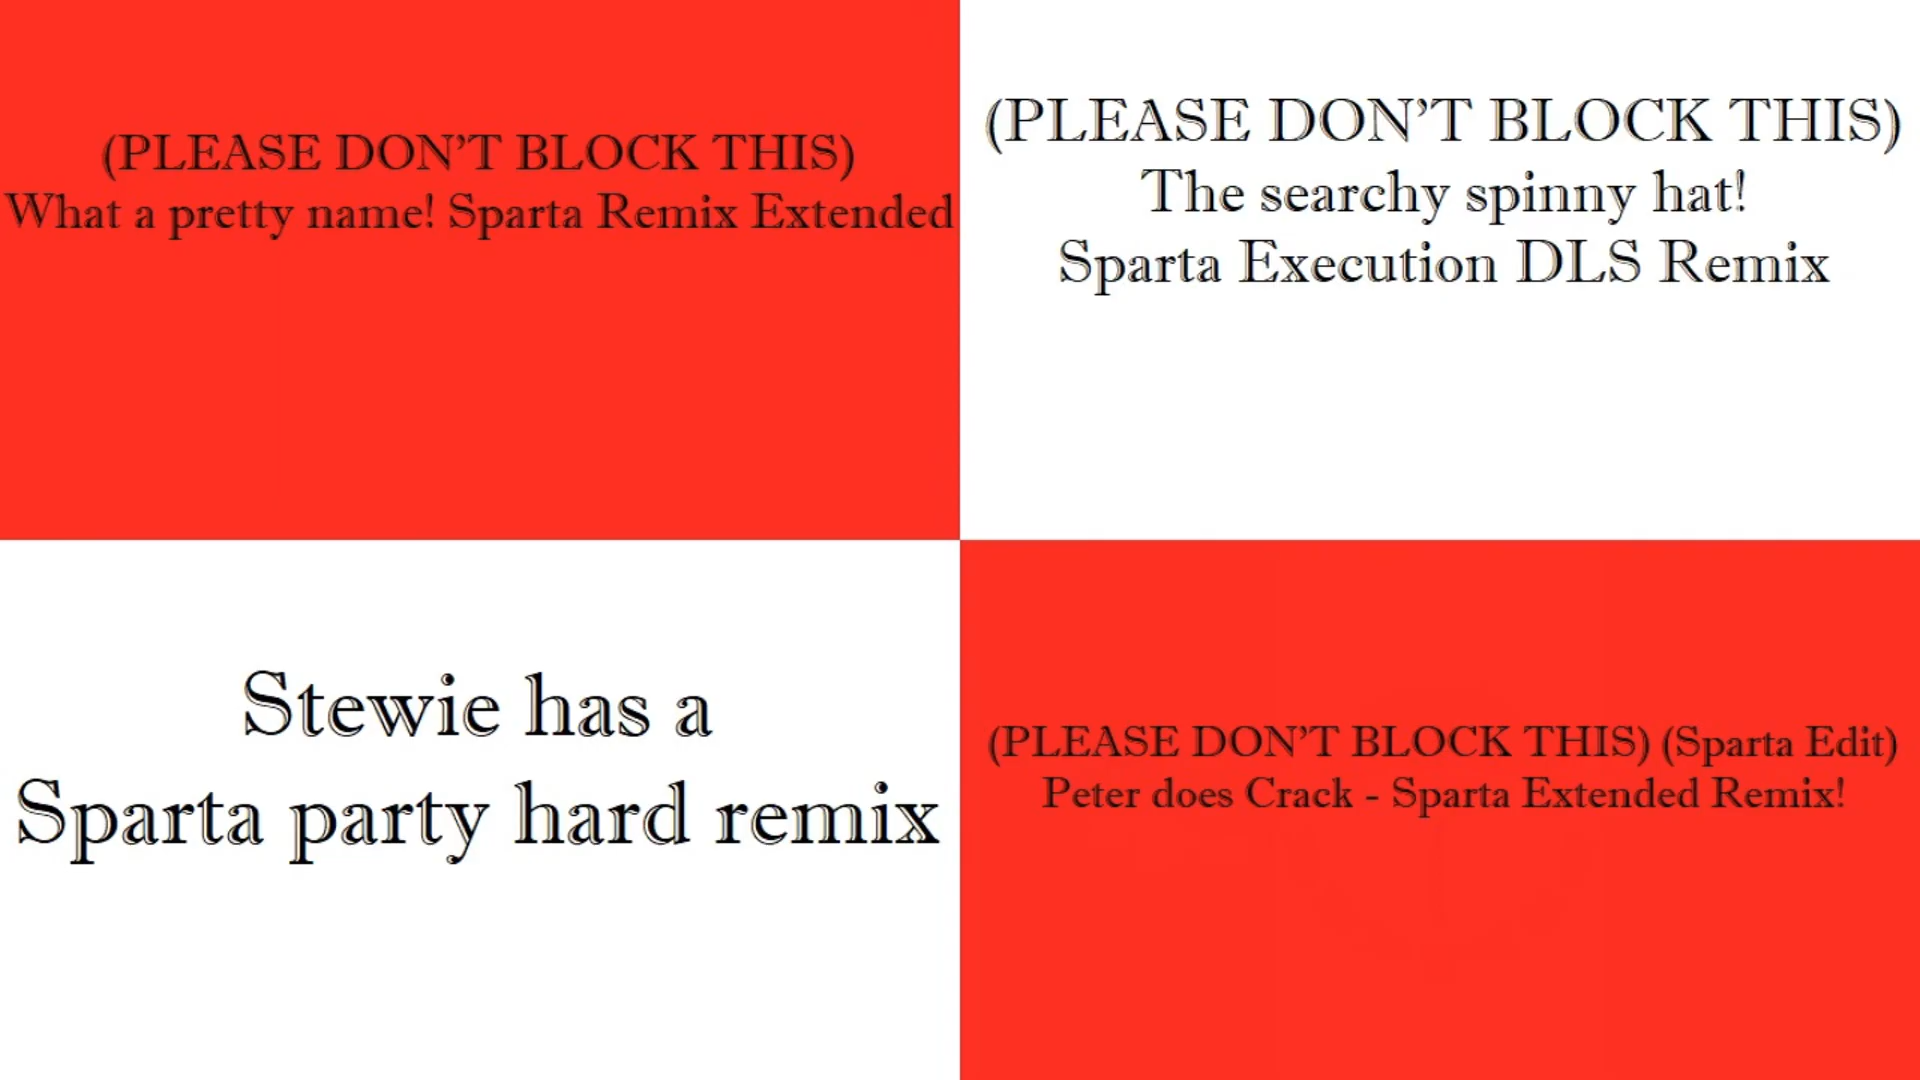 (PLEASE DON'T BLOCK THIS)
What a pretty name! Sparta Remix Extended
(PLEASE DON'T BLOCK THIS)
The searchy spinny hat!
Sparta Execution DLS Remix
Stewie has a
Sparta party hard remix
(PLEASE DON'T BLOCK THIS) (Sparta Edit)
Peter does Crack - Sparta Extended Remix!